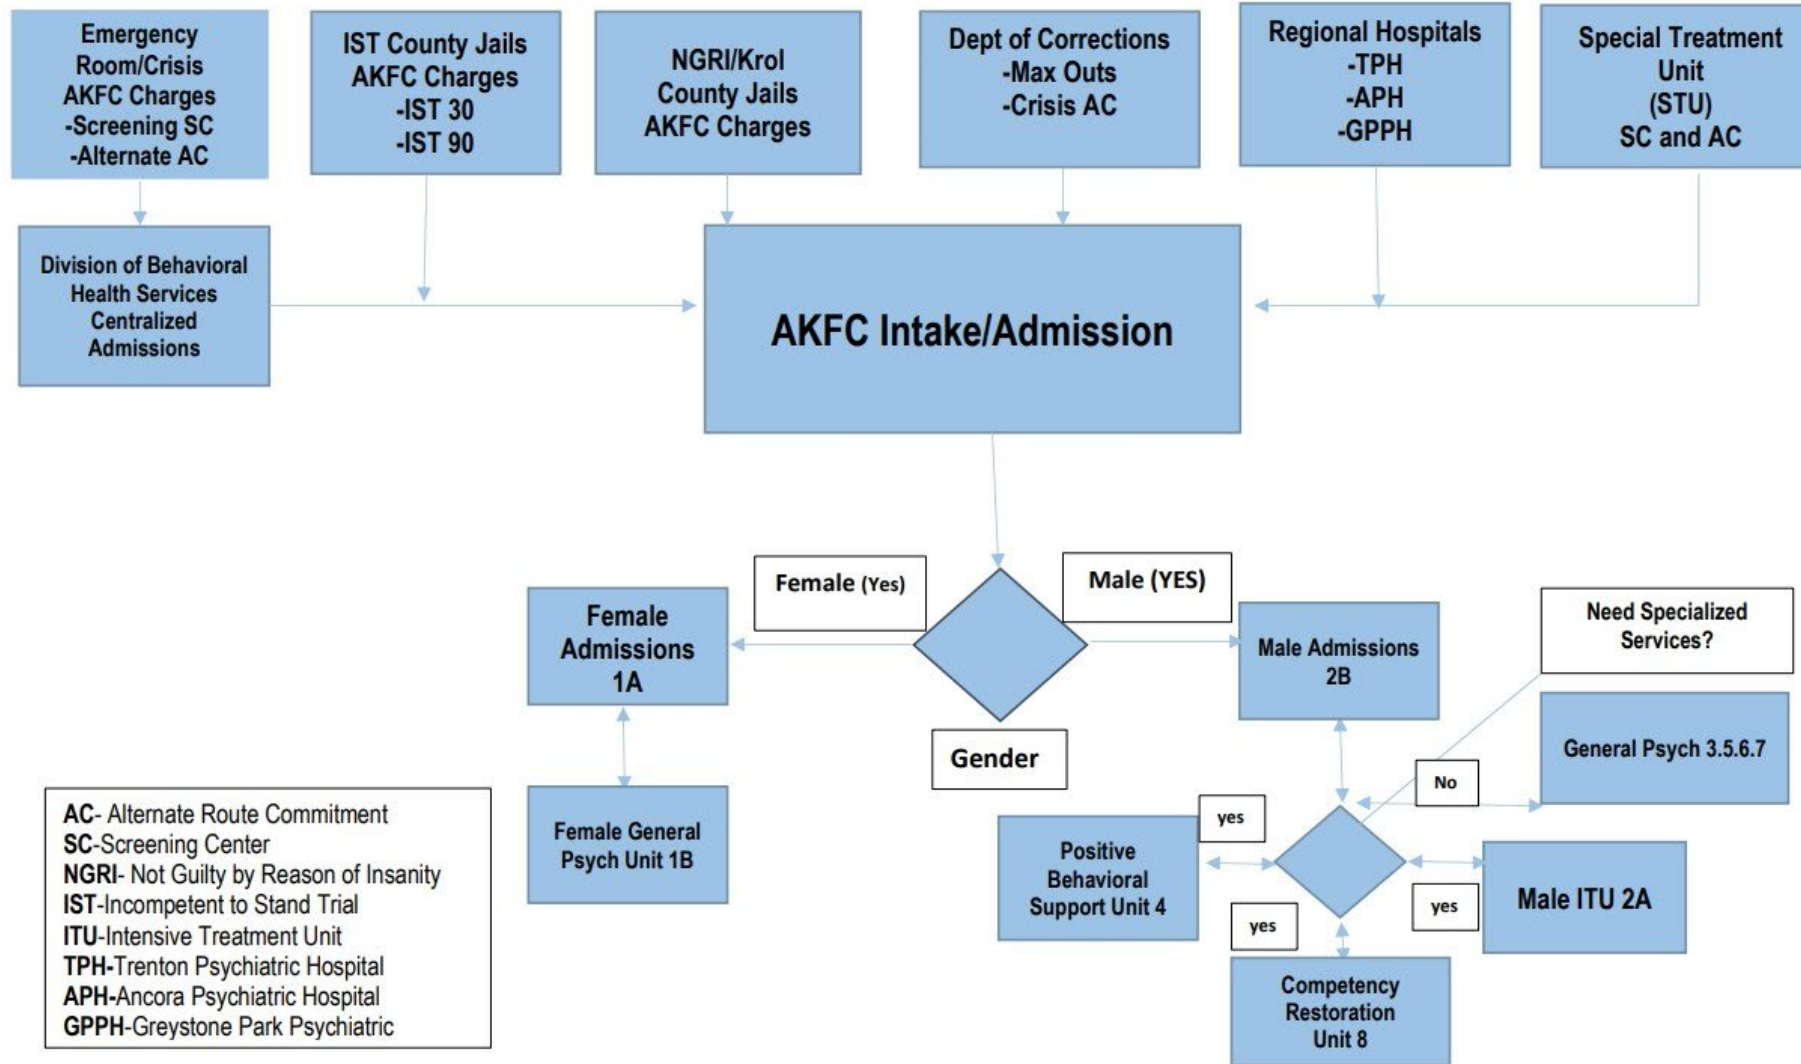 Emergency
Room/Crisis
AKFC Charges
-Screening SC
-Alternate AC
IST County Jails
AKFC Charges
-IST 30
-IST 90
NGRI/Krol
County Jails
AKFC Charges
Dept of Corrections
-Max Outs
-Crisis AC
Regional Hospitals
-TPH
-APH
-GPPH
Special Treatment
Unit
(STU)
SC and AC
Division of Behavioral
Health Services
Centralized
Admissions
AKFC Intake/Admission
Female (Yes)
Male (YES)
Female
Admissions
1A
Male Admissions
2B
Need Specialized
Services?
Gender
General Psych 3.5.6.7
No
Female General
Psych Unit 1B
yes
Positive
Behavioral
Support Unit 4
yes
yes
Male ITU 2A
Competency
Restoration
Unit 8
AC- Alternate Route Commitment
SC-Screening Center
NGRI- Not Guilty by Reason of Insanity
IST-Incompetent to Stand Trial
ITU-Intensive Treatment Unit
TPH-Trenton Psychiatric Hospital
APH-Ancora Psychiatric Hospital
GPPH-Greystone Park Psychiatric